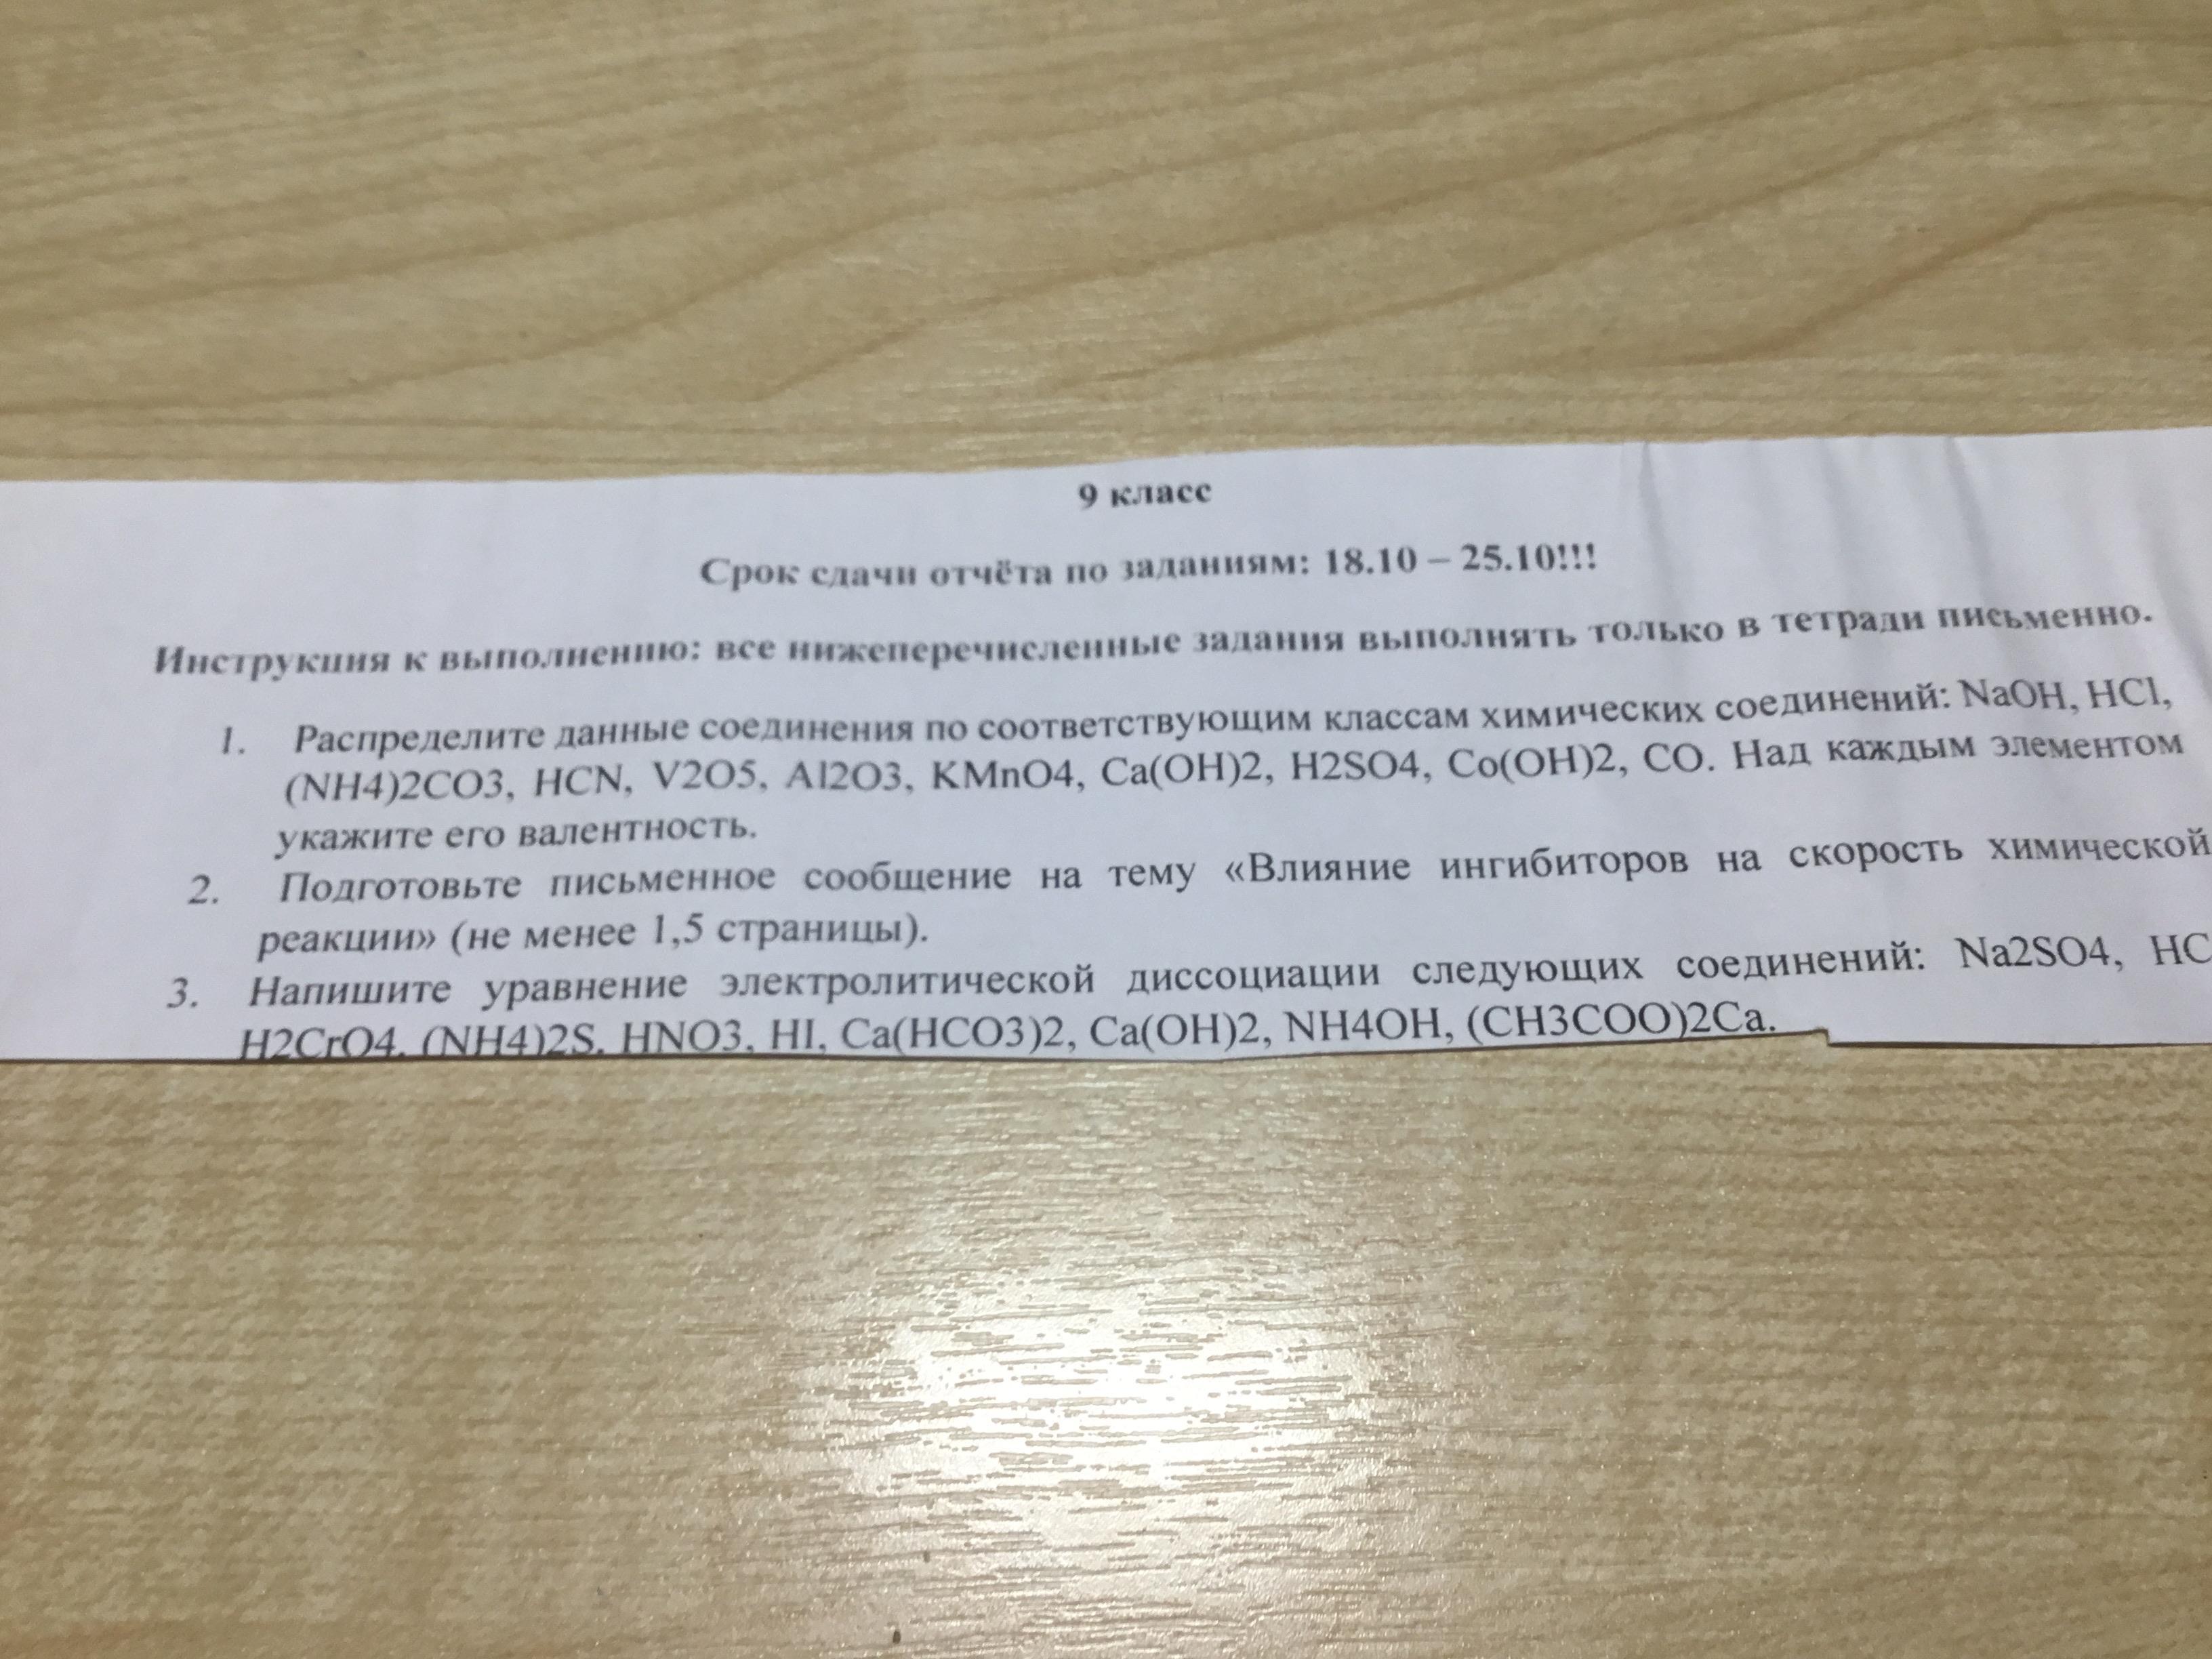 9 класс
Срок сдачи отчёта по заданиям: 18.10 – 25.10!!!
Инструкция к выполнению: все нижеперечисленные задания выполнять только в тетради письменно.
1. Распределите данные соединения по соответствующим классам химических соединений: NaOH, HCl,
(NH4)2CO3, HCN, V2O5, Al2O3, KMnO4, Ca(OH)2, H2SO4, Co(OH)2, CO. Над каждым элементом
укажите его валентность.
2. Подготовьте письменное сообщение на тему «Влияние ингибиторов на скорость химической
реакции» (не менее 1,5 страницы).
3. Напишите уравнение электролитической диссоциации следующих соединений: Na2SO4,
H2CrO4, (NH4)2S, HNO3, HI, Ca(HCO3)2, Ca(OH)2, NH4OH, (CH3COO)2Ca.